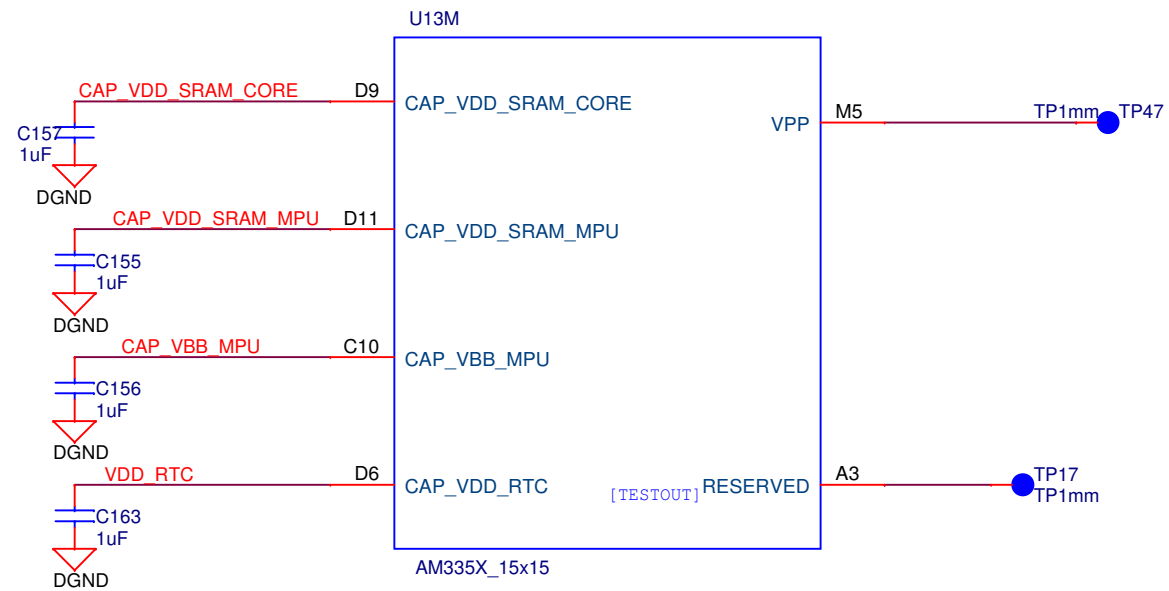 U13M
CAP_VDD_SRAM_CORE
D9
CAP_VDD_SRAM_CORE
C157
1uF
DGND
CAP_VDD_SRAM_MPU
D11
CAP_VDD_SRAM_MPU
C155
1uF
DGND
CAP_VBB_MPU
C10
CAP_VBB_MPU
C156
1uF
DGND
VDD_RTC
D6
CAP_VDD_RTC
C163
1uF
DGND
VPP
M5
TP1mm
TP47
[TESTOUT]
RESERVED
A3
TP17
TP1mm
AM335X_15x15